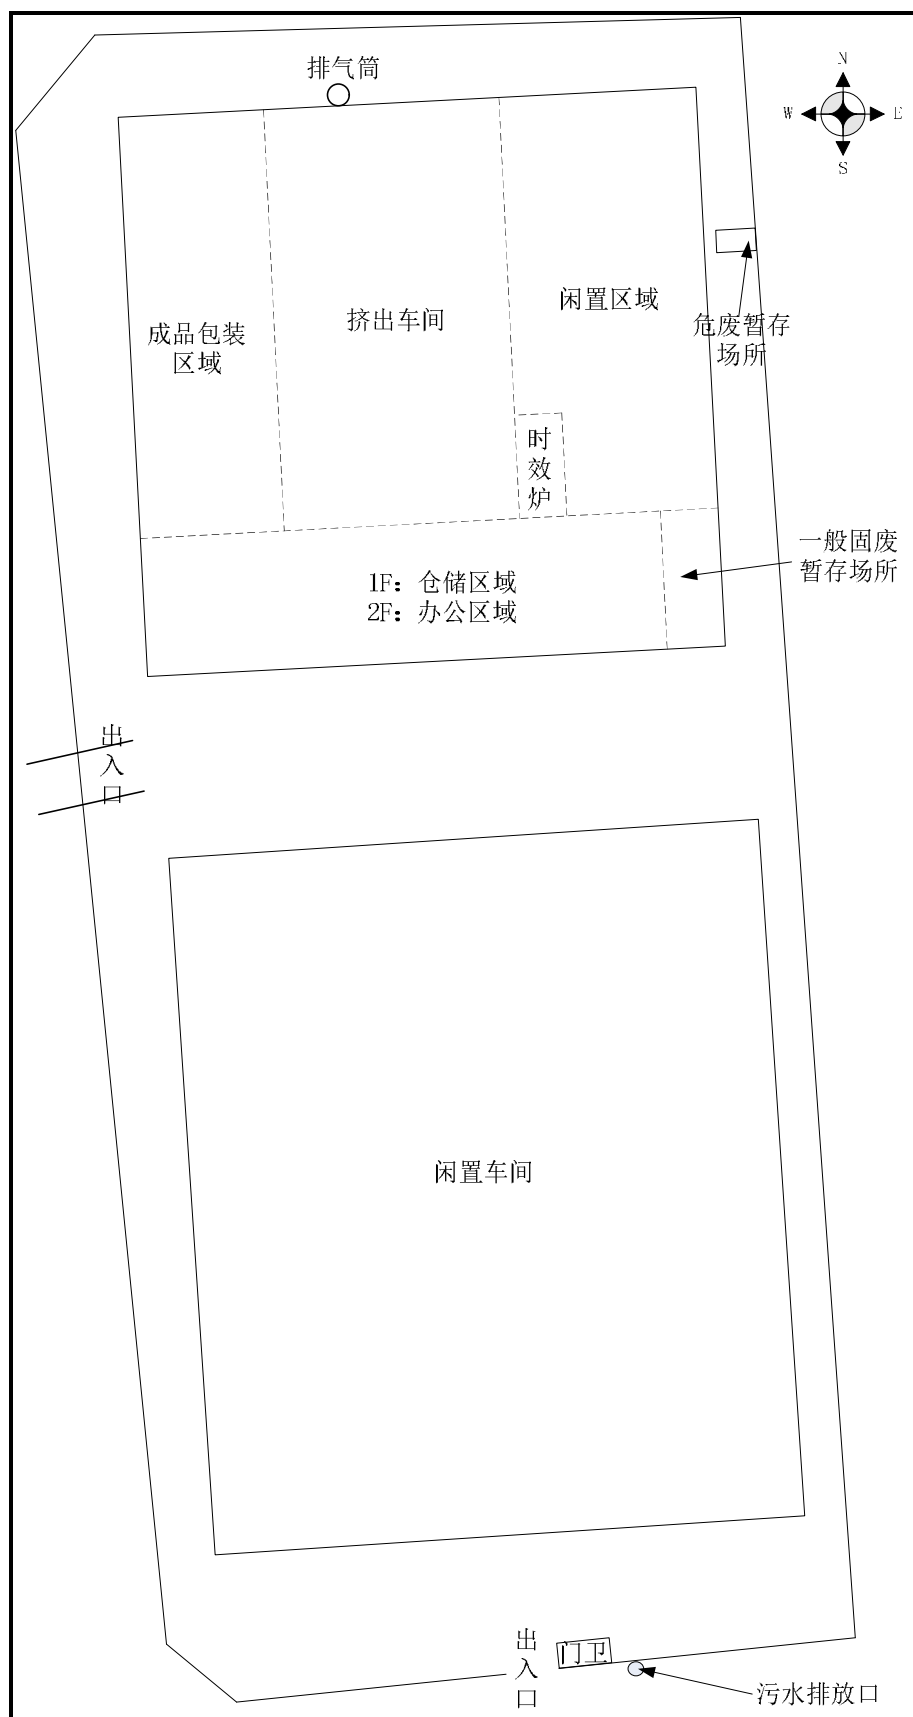 排气筒
N
W
E
S
闲置区域
挤出车间
成品包装
区域
危废暂存
场所
时
效
炉
一般固废
暂存场所
1F：仓储区域
2F：办公区域
出
入
口
闲置车间
出
入
口
门卫
污水排放口